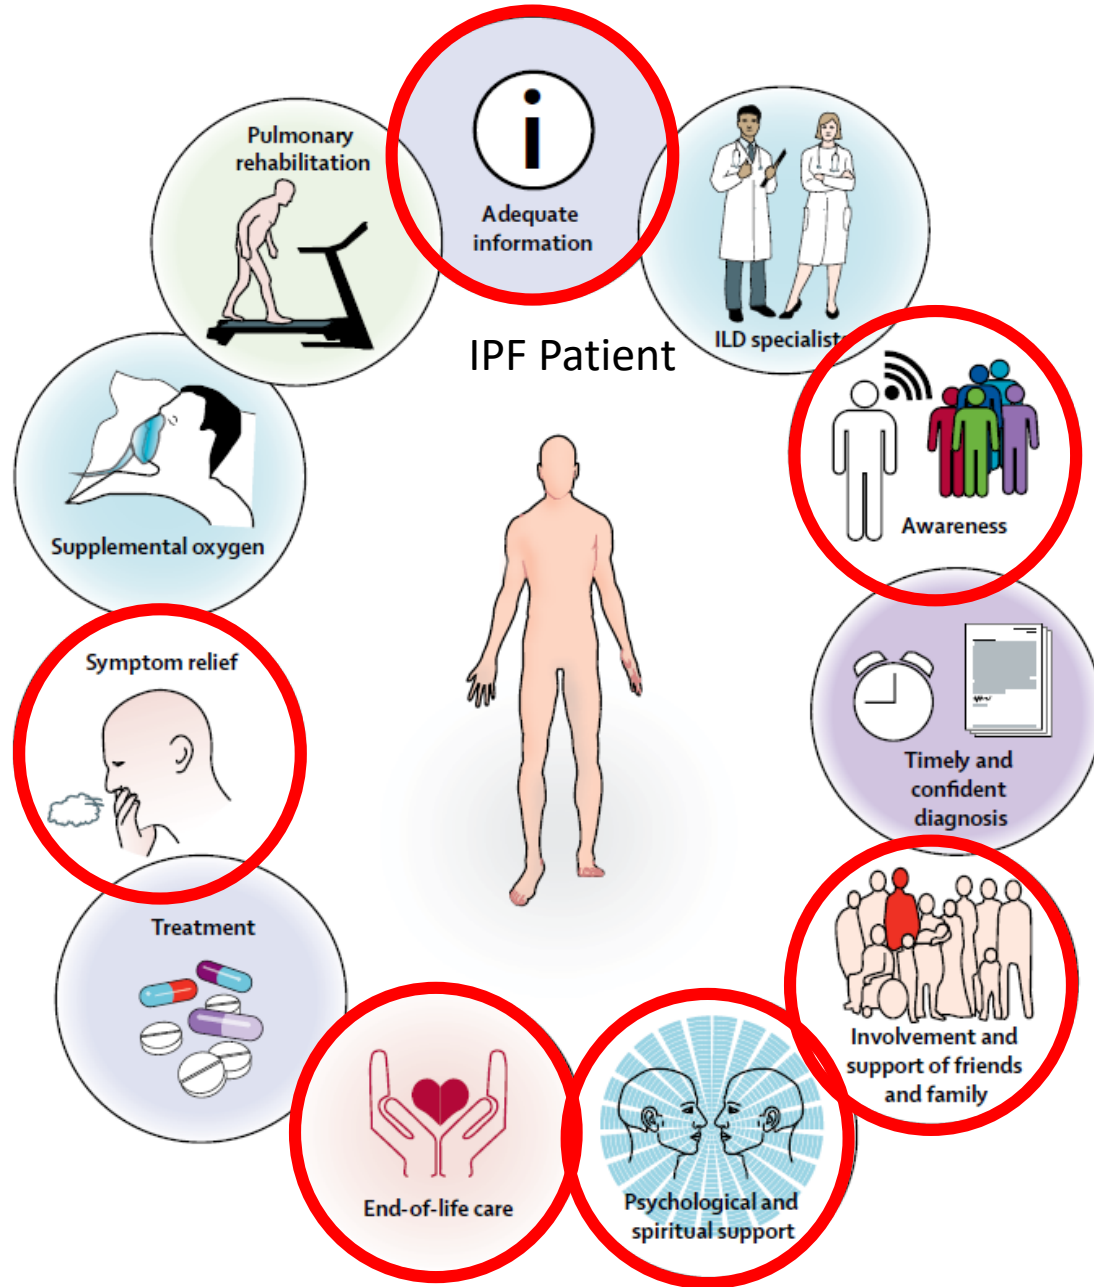 i
Adequate
information
Pulmonary
rehabilitation
ILD specialists
IPF Patient
Awareness
Supplemental oxygen
Symptom relief
Timely and
confident
diagnosis
Treatment
Involvement and
support of friends
and family
End-of-life care
Psychological and
spiritual support